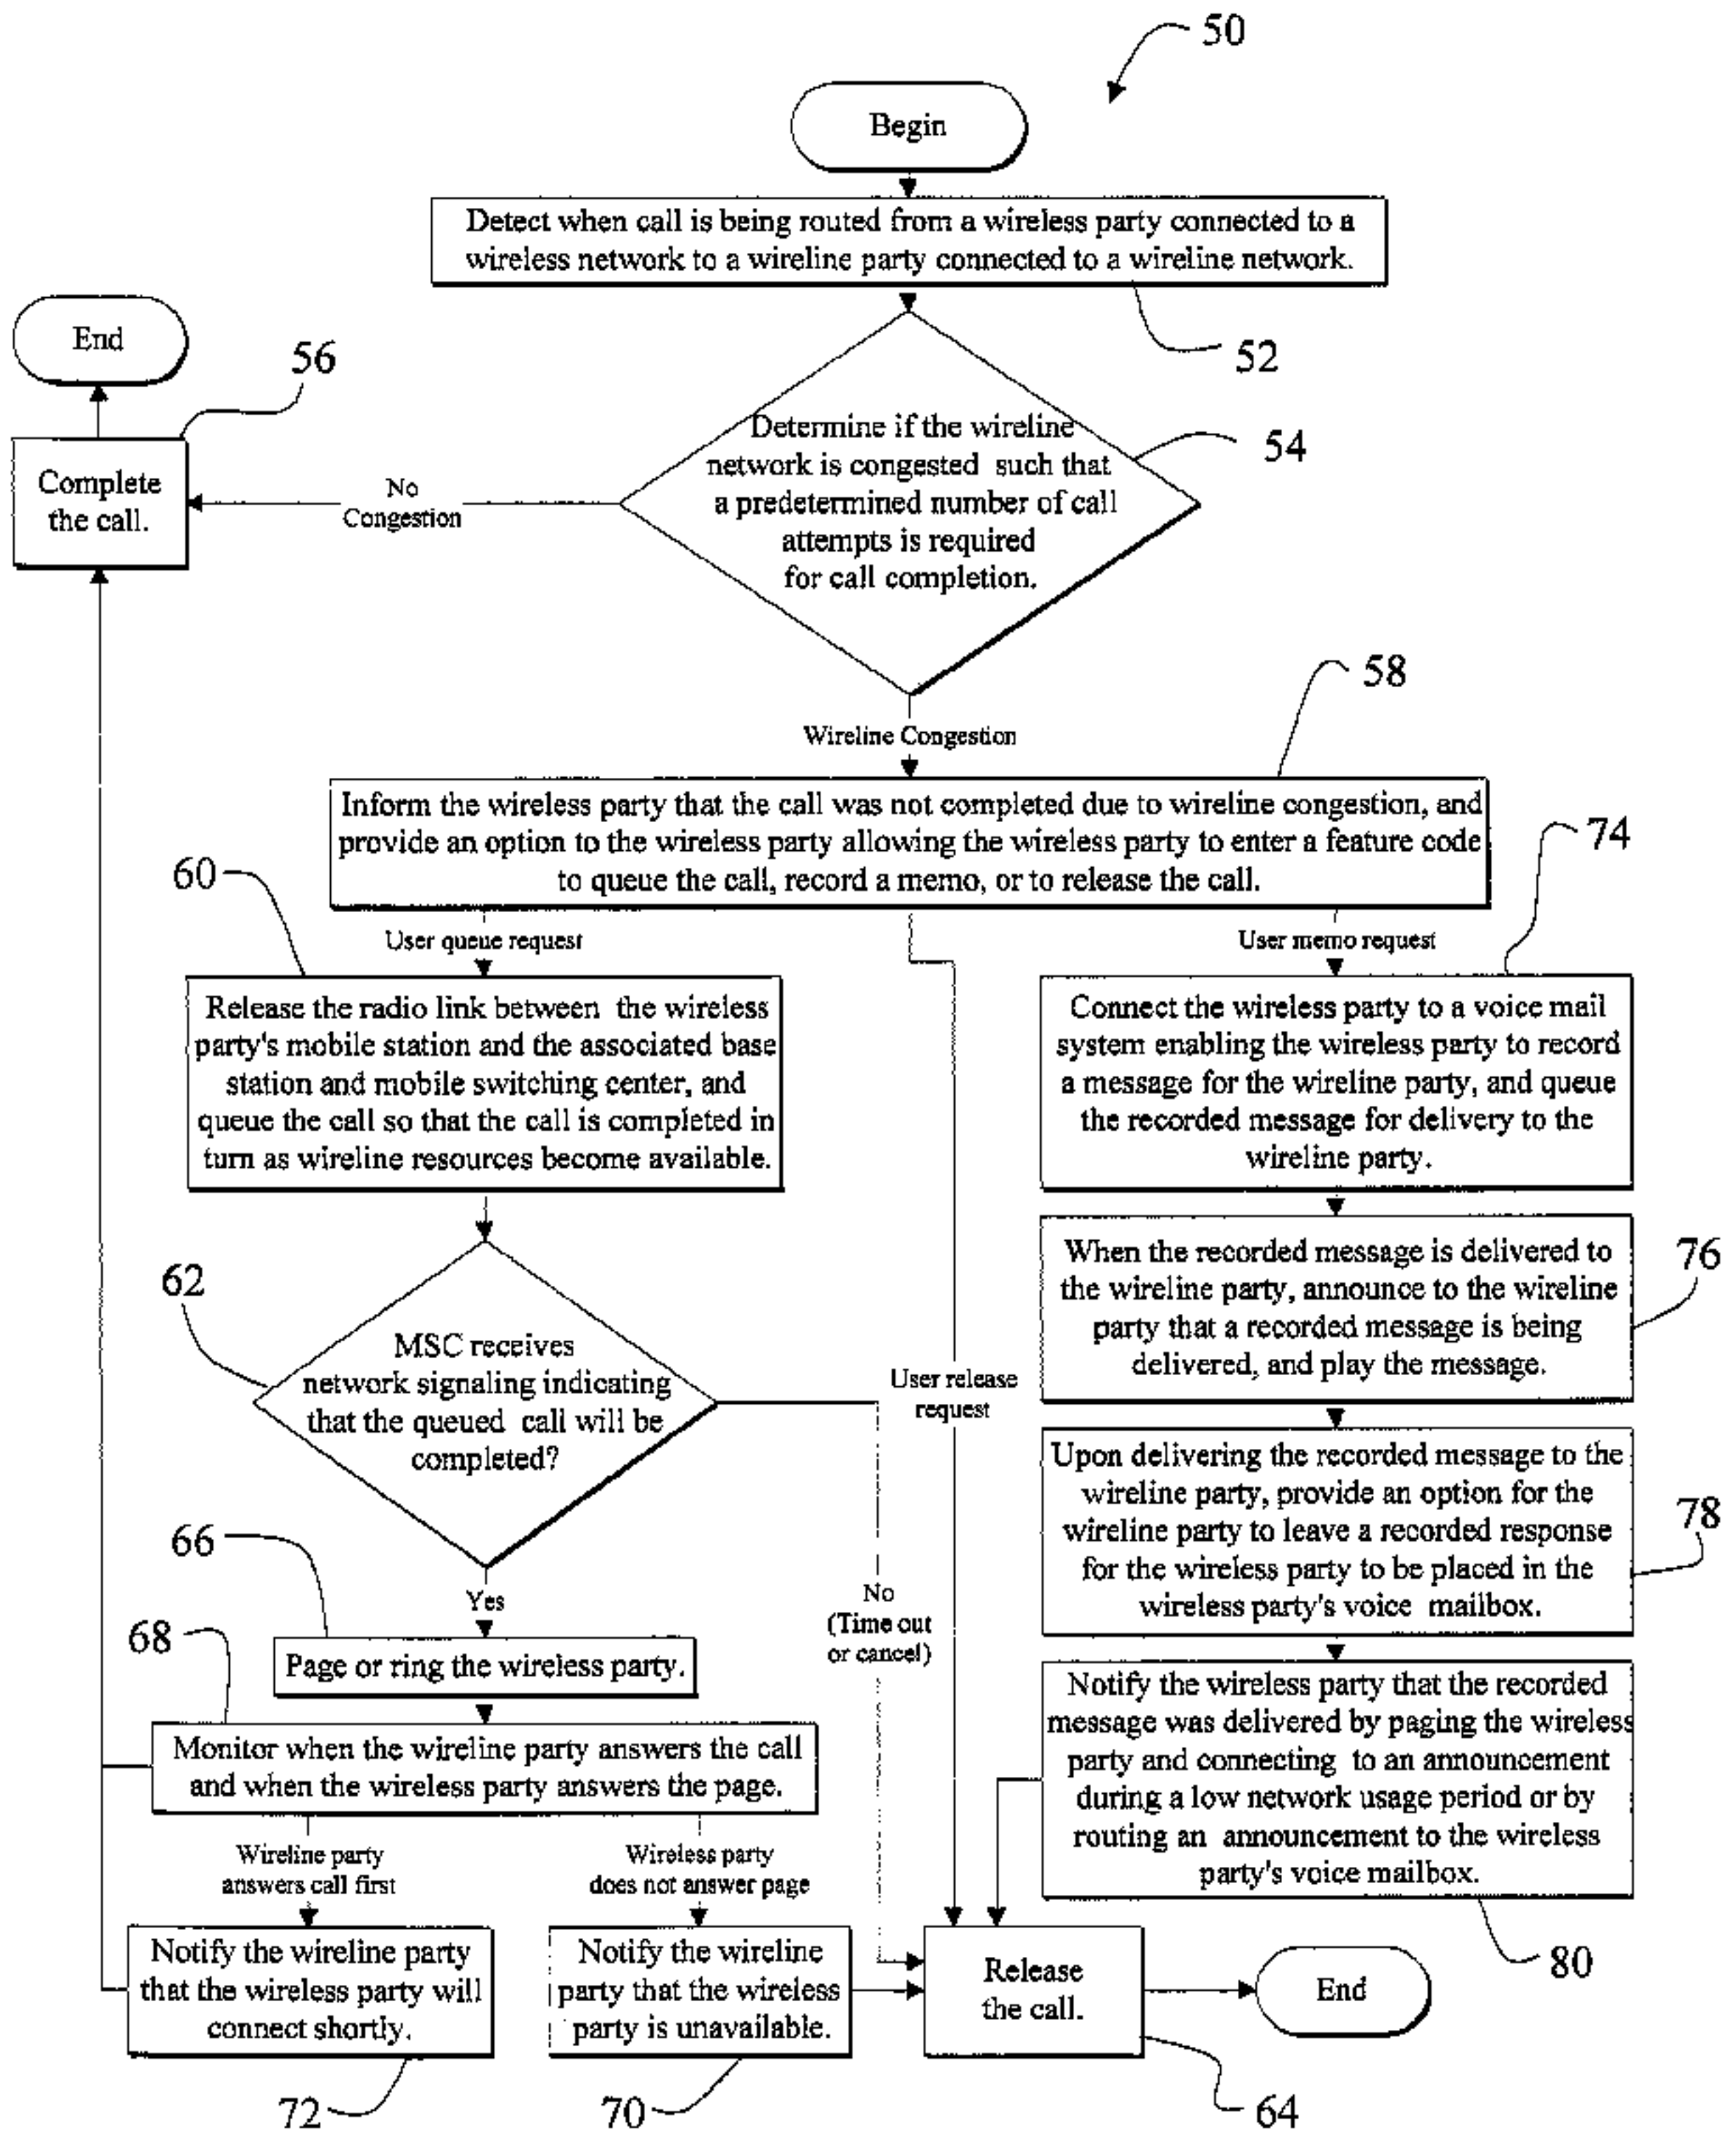 50
Begin
Detect when call is being routed from a wireless party connected to a
wireless network to a wireline party connected to a wireline network.
52
End
56
Complete
the call.
No
Congestion
Determine if the wireline
network is congested such that
a predetermined number of call
attempts is required
for call completion.
54
Wireline Congestion
58
Inform the wireless party that the call was not completed due to wireline congestion, and
provide an option to the wireless party allowing the wireless party to enter a feature code
to queue the call, record a memo, or to release the call.
60
74
User queue request
User memo request
Release the radio link between the wireless
party's mobile station and the associated base
station and mobile switching center, and
queue the call so that the call is completed in
turn as wireline resources become available.
Connect the wireless party to a voice mail
system enabling the wireless party to record
a message for the wireline party, and queue
the recorded message for delivery to the
wireline party.
62
MSC receives
network signaling indicating
that the queued call will be
completed?
User release
request
When the recorded message is delivered to
the wireline party, announce to the wireline
party that a recorded message is being
delivered, and play the message.
76
Upon delivering the recorded message to the
wireline party, provide an option for the
wireline party to leave a recorded response
for the wireless party to be placed in the
wireless party's voice mailbox.
78
66
Yes
No
(Time out
or cancel)
68
Page or ring the wireless party.
Monitor when the wireline party answers the call
and when the wireless party answers the page.
Notify the wireless party that the recorded
message was delivered by paging the wireless
party and connecting to an announcement
during a low network usage period or by
routing an announcement to the wireless
party's voice mailbox.
80
Wireline party
answers call first
Wireless party
does not answer page
Notify the wireline party
that the wireless party will
connect shortly.
72
Notify the wireline
party that the wireless
party is unavailable.
70
Release
the call.
64
End